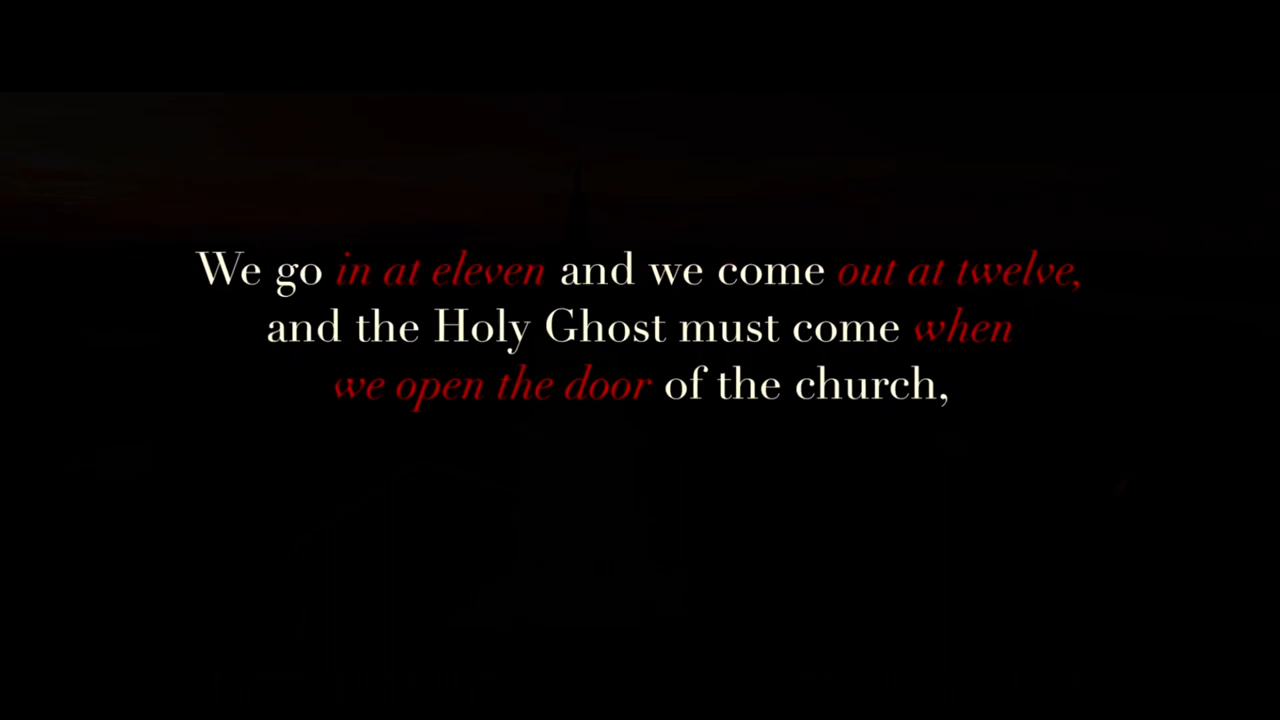 We go in at eleven and we come out at twelve,
and the Holy Ghost must come when
we open the door of the church,